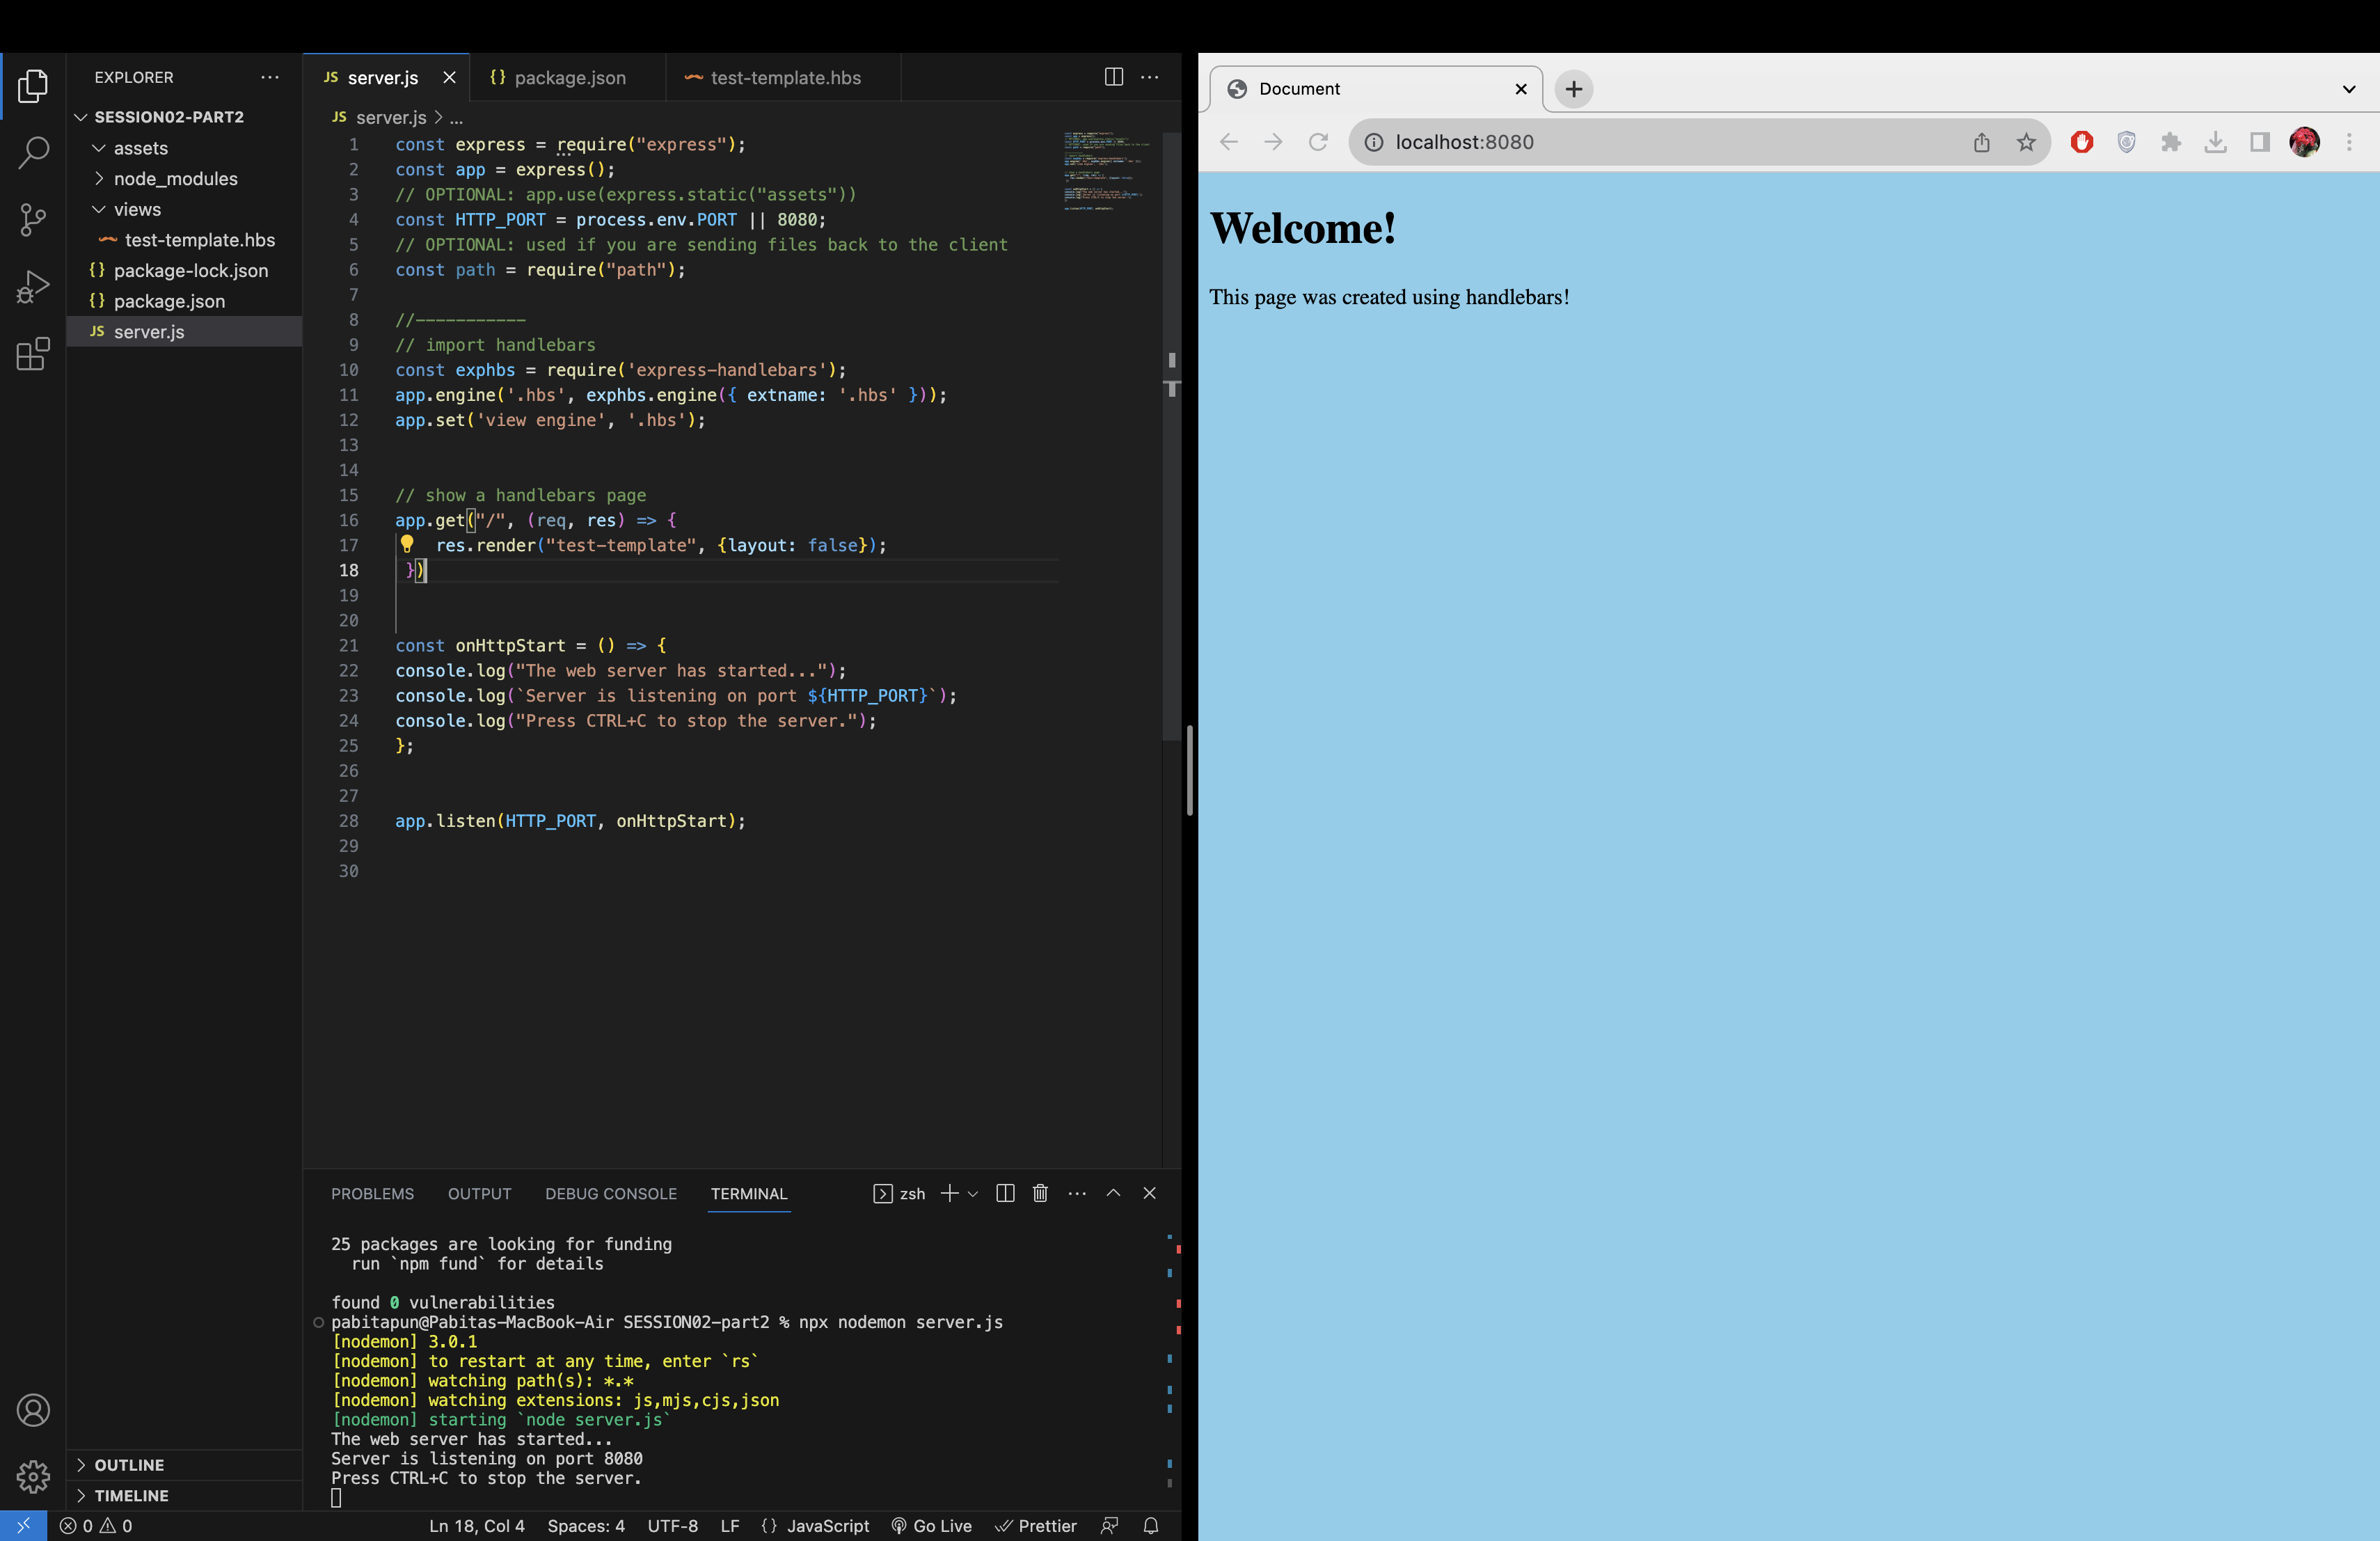 EXPLORER
SESSION02-PART2
assets
node_modules
views
test-template.hbs
{} package-lock.json
{} package.json
JS server.js
OUTLINE
TIMELINE
JS server.js
{} package.json
test-template.hbs
JS server.js > ...
1 const express = require("express");
2 const app = express();
3 // OPTIONAL: app.use(express.static("assets"))
4 const HTTP_PORT = process.env.PORT || 8080;
5 // OPTIONAL: used if you are sending files back to the client
6 const path = require("path");
7
8 //-----------
9 // import handlebars
10 const exphbs = require('express-handlebars');
11 app.engine('.hbs', exphbs.engine({ extname: '.hbs' }));
12 app.set('view engine', '.hbs');
13
14
15 // show a handlebars page
16 app.get("/", (req, res) => {
17 res.render("test-template", {layout: false});
18 })
19
20
21 const onHttpStart = () => {
22 console.log("The web server has started...");
23 console.log(`Server is listening on port ${HTTP_PORT}`);
24 console.log("Press CTRL+C to stop the server.");
25 };
26
27
28 app.listen(HTTP_PORT, onHttpStart);
29
30
PROBLEMS OUTPUT DEBUG CONSOLE TERMINAL zsh
25 packages are looking for funding
run `npm fund` for details
found 0 vulnerabilities
pabitapun@Pabitas-MacBook-Air SESSION02-part2 % npx nodemon server.js
[nodemon] 3.0.1
[nodemon] to restart at any time, enter `rs`
[nodemon] watching path(s): *.*
[nodemon] watching extensions: js,mjs,cjs,json
[nodemon] starting `node server.js`
The web server has started...
Server is listening on port 8080
Press CTRL+C to stop the server.
0 0 Ln 18, Col 4 Spaces: 4 UTF-8 LF {} JavaScript Go Live Prettier
Document
localhost:8080
Welcome!
This page was created using handlebars!